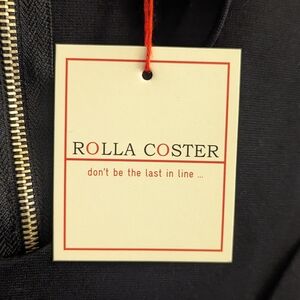 ROLLA COSTER
don't be the last in line ...